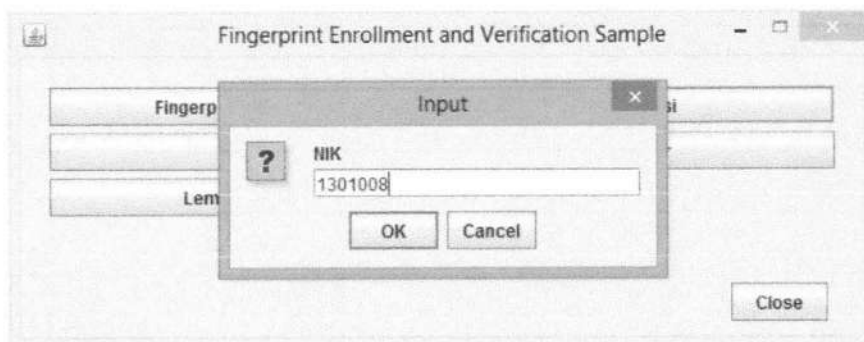 Fingerprint Enrollment and Verification Sample
Input
Fingerp
si
NIK
1301008
Lem
OK Cancel
Close